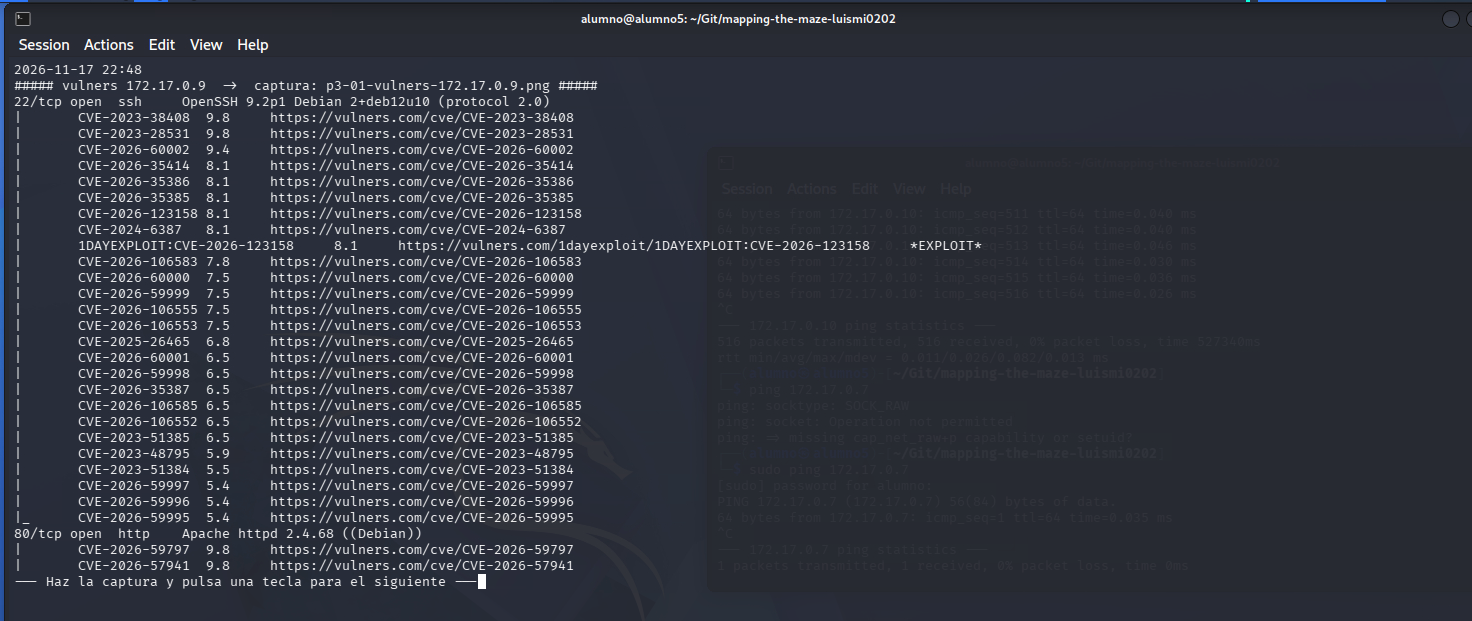 alumno@alumno5: ~/Git/mapping-the-maze-luismi0202
Session Actions Edit View Help
2026-11-17 22:48
##### vulners 172.17.0.9 -> captura: p3-01-vulners-172.17.0.9.png #####
22/tcp open ssh OpenSSH 9.2p1 Debian 2+deb12u10 (protocol 2.0)
| CVE-2023-38408 9.8 https://vulners.com/cve/CVE-2023-38408
| CVE-2023-28531 9.8 https://vulners.com/cve/CVE-2023-28531
| CVE-2026-60002 9.4 https://vulners.com/cve/CVE-2026-60002
| CVE-2026-35414 8.1 https://vulners.com/cve/CVE-2026-35414
| CVE-2026-35386 8.1 https://vulners.com/cve/CVE-2026-35386
| CVE-2026-35385 8.1 https://vulners.com/cve/CVE-2026-35385
| CVE-2026-123158 8.1 https://vulners.com/cve/CVE-2026-123158
| CVE-2024-6387 8.1 https://vulners.com/cve/CVE-2024-6387
| 1DAYEXPLOIT:CVE-2026-123158 8.1 https://vulners.com/1dayexploit/1DAYEXPLOIT:CVE-2026-123158 *EXPLOIT*
| CVE-2026-106583 7.8 https://vulners.com/cve/CVE-2026-106583
| CVE-2026-60000 7.5 https://vulners.com/cve/CVE-2026-60000
| CVE-2026-59999 7.5 https://vulners.com/cve/CVE-2026-59999
| CVE-2026-106555 7.5 https://vulners.com/cve/CVE-2026-106555
| CVE-2026-106553 7.5 https://vulners.com/cve/CVE-2026-106553
| CVE-2025-26465 6.8 https://vulners.com/cve/CVE-2025-26465
| CVE-2026-60001 6.5 https://vulners.com/cve/CVE-2026-60001
| CVE-2026-59998 6.5 https://vulners.com/cve/CVE-2026-59998
| CVE-2026-35387 6.5 https://vulners.com/cve/CVE-2026-35387
| CVE-2026-106585 6.5 https://vulners.com/cve/CVE-2026-106585
| CVE-2026-106552 6.5 https://vulners.com/cve/CVE-2026-106552
| CVE-2023-51385 6.5 https://vulners.com/cve/CVE-2023-51385
| CVE-2023-48795 5.9 https://vulners.com/cve/CVE-2023-48795
| CVE-2023-51384 5.5 https://vulners.com/cve/CVE-2023-51384
| CVE-2026-59997 5.4 https://vulners.com/cve/CVE-2026-59997
| CVE-2026-59996 5.4 https://vulners.com/cve/CVE-2026-59996
|_ CVE-2026-59995 5.4 https://vulners.com/cve/CVE-2026-59995
80/tcp open http Apache httpd 2.4.68 ((Debian))
| CVE-2026-59797 9.8 https://vulners.com/cve/CVE-2026-59797
| CVE-2026-57941 9.8 https://vulners.com/cve/CVE-2026-57941
--- Haz la captura y pulsa una tecla para el siguiente ---